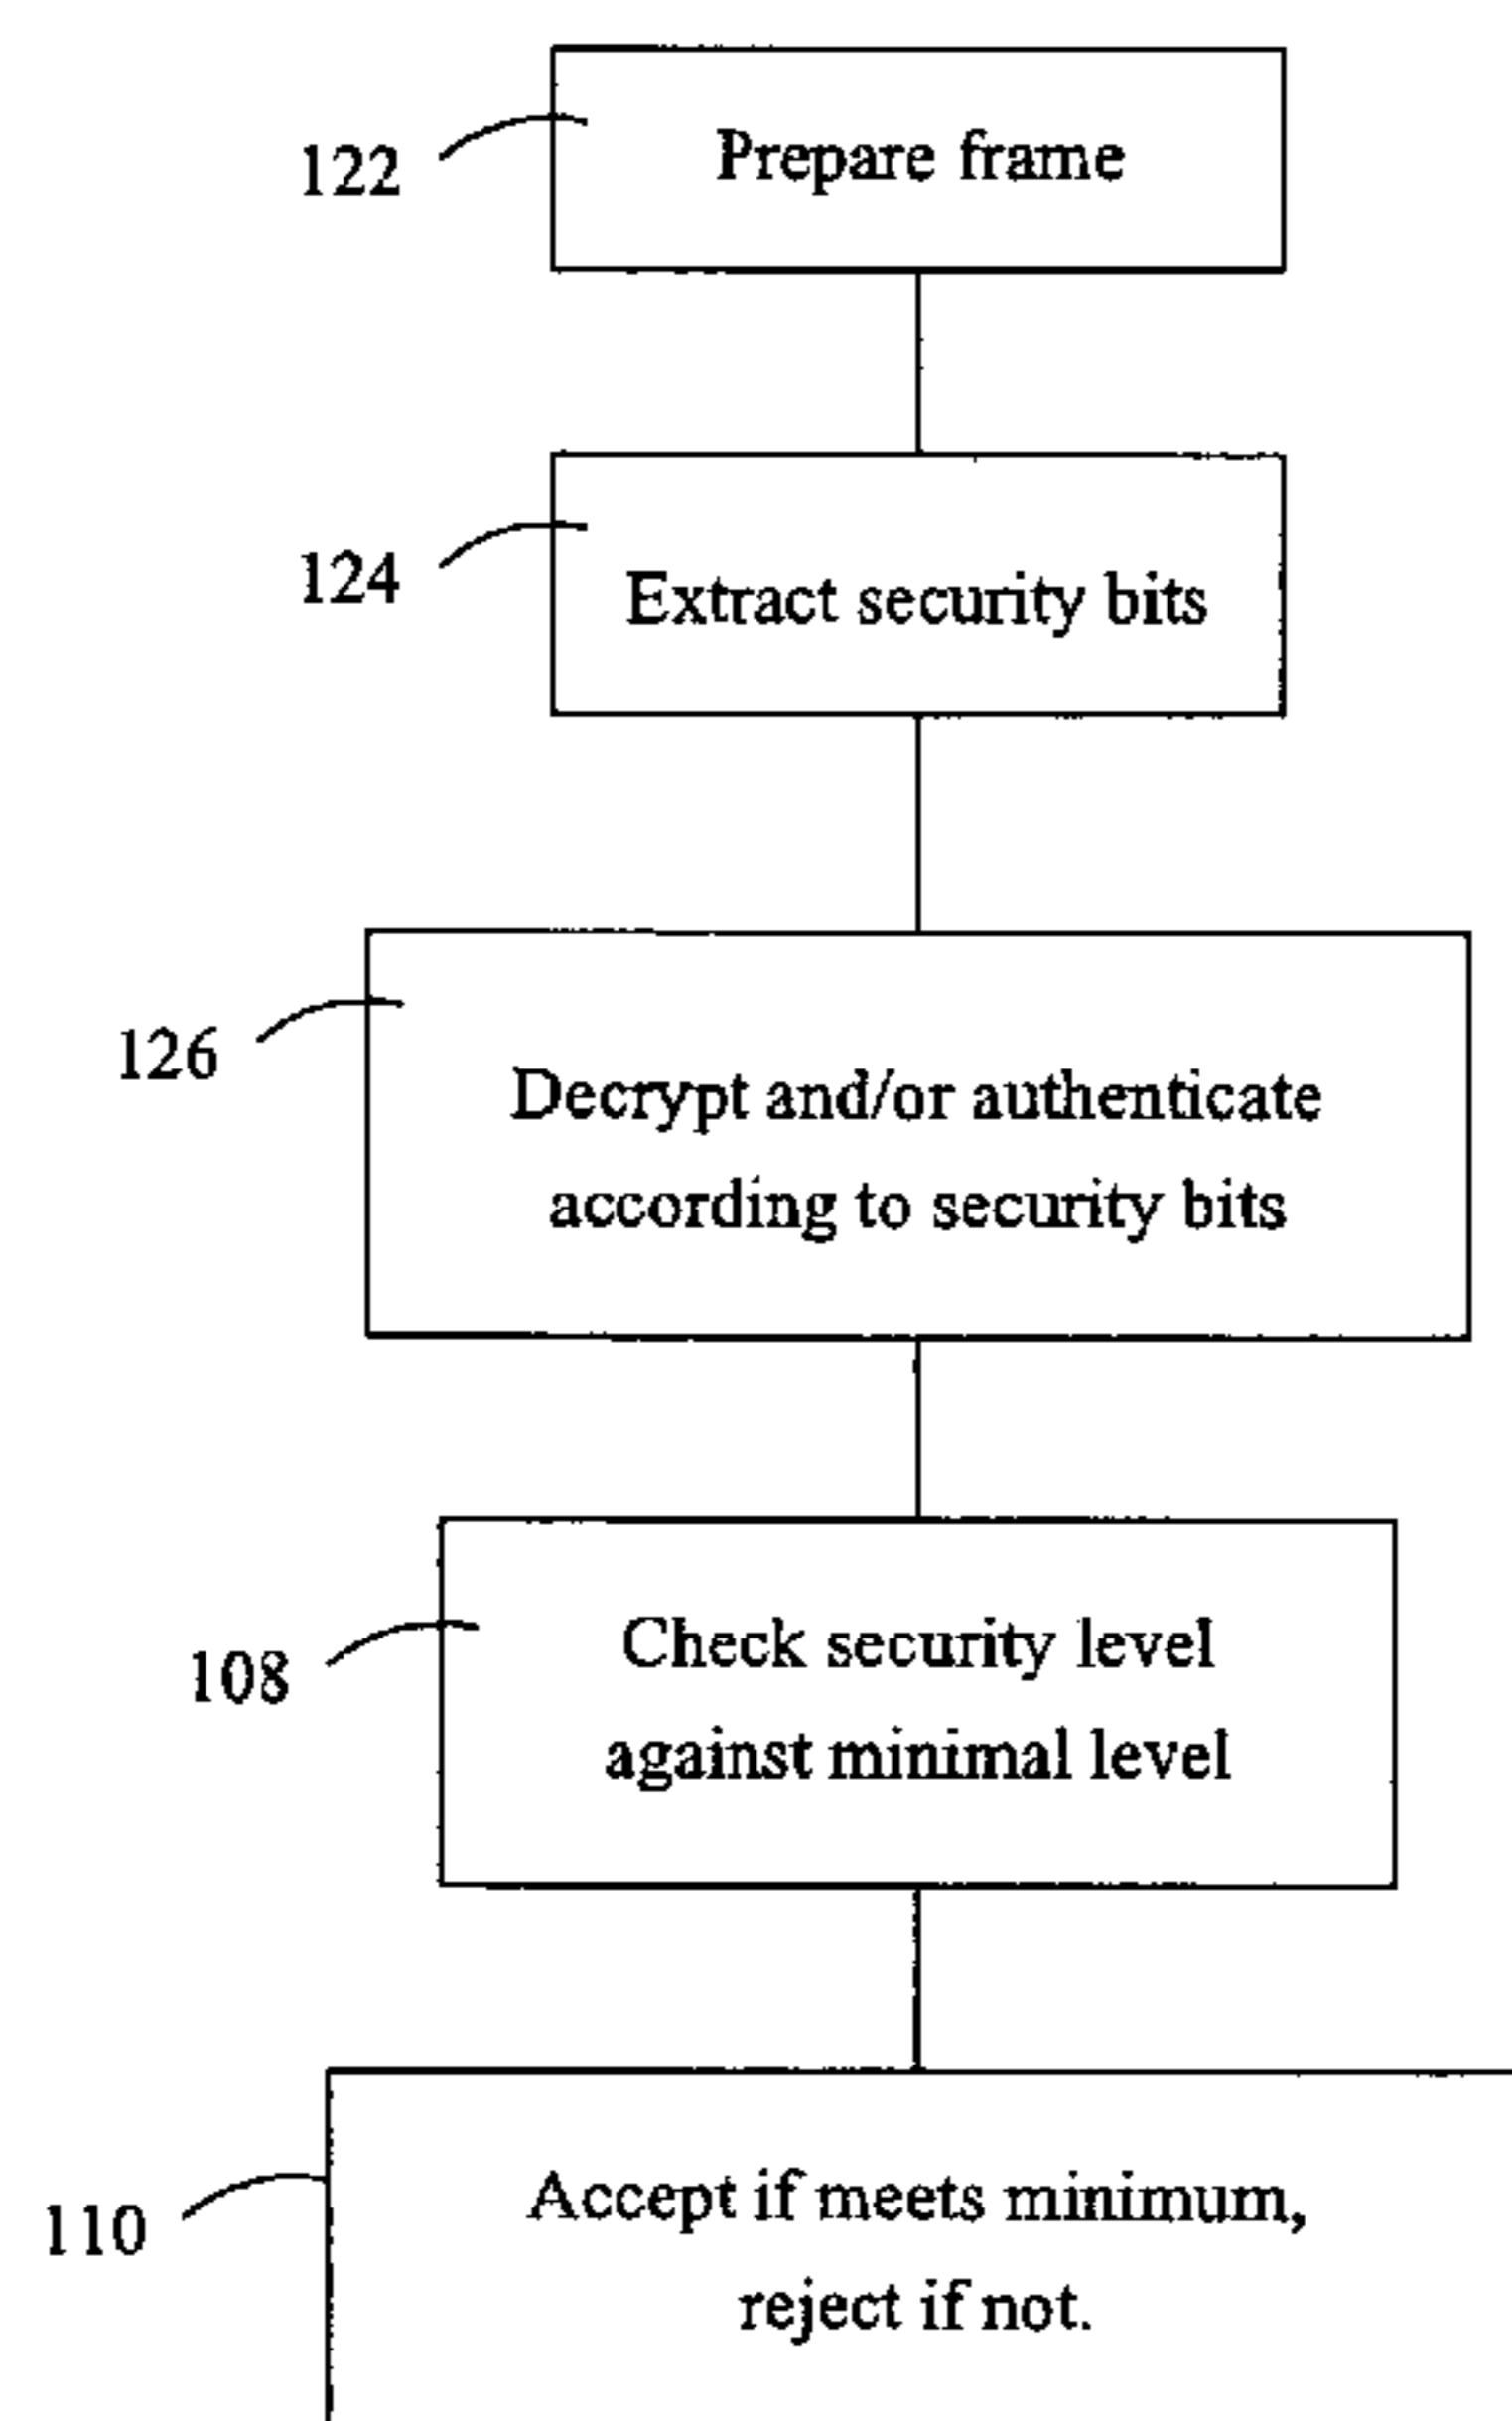 122
Prepare frame
124
Extract security bits
126
Decrypt and/or authenticate
according to security bits
108
Check security level
against minimal level
110
Accept if meets minimum,
reject if not.